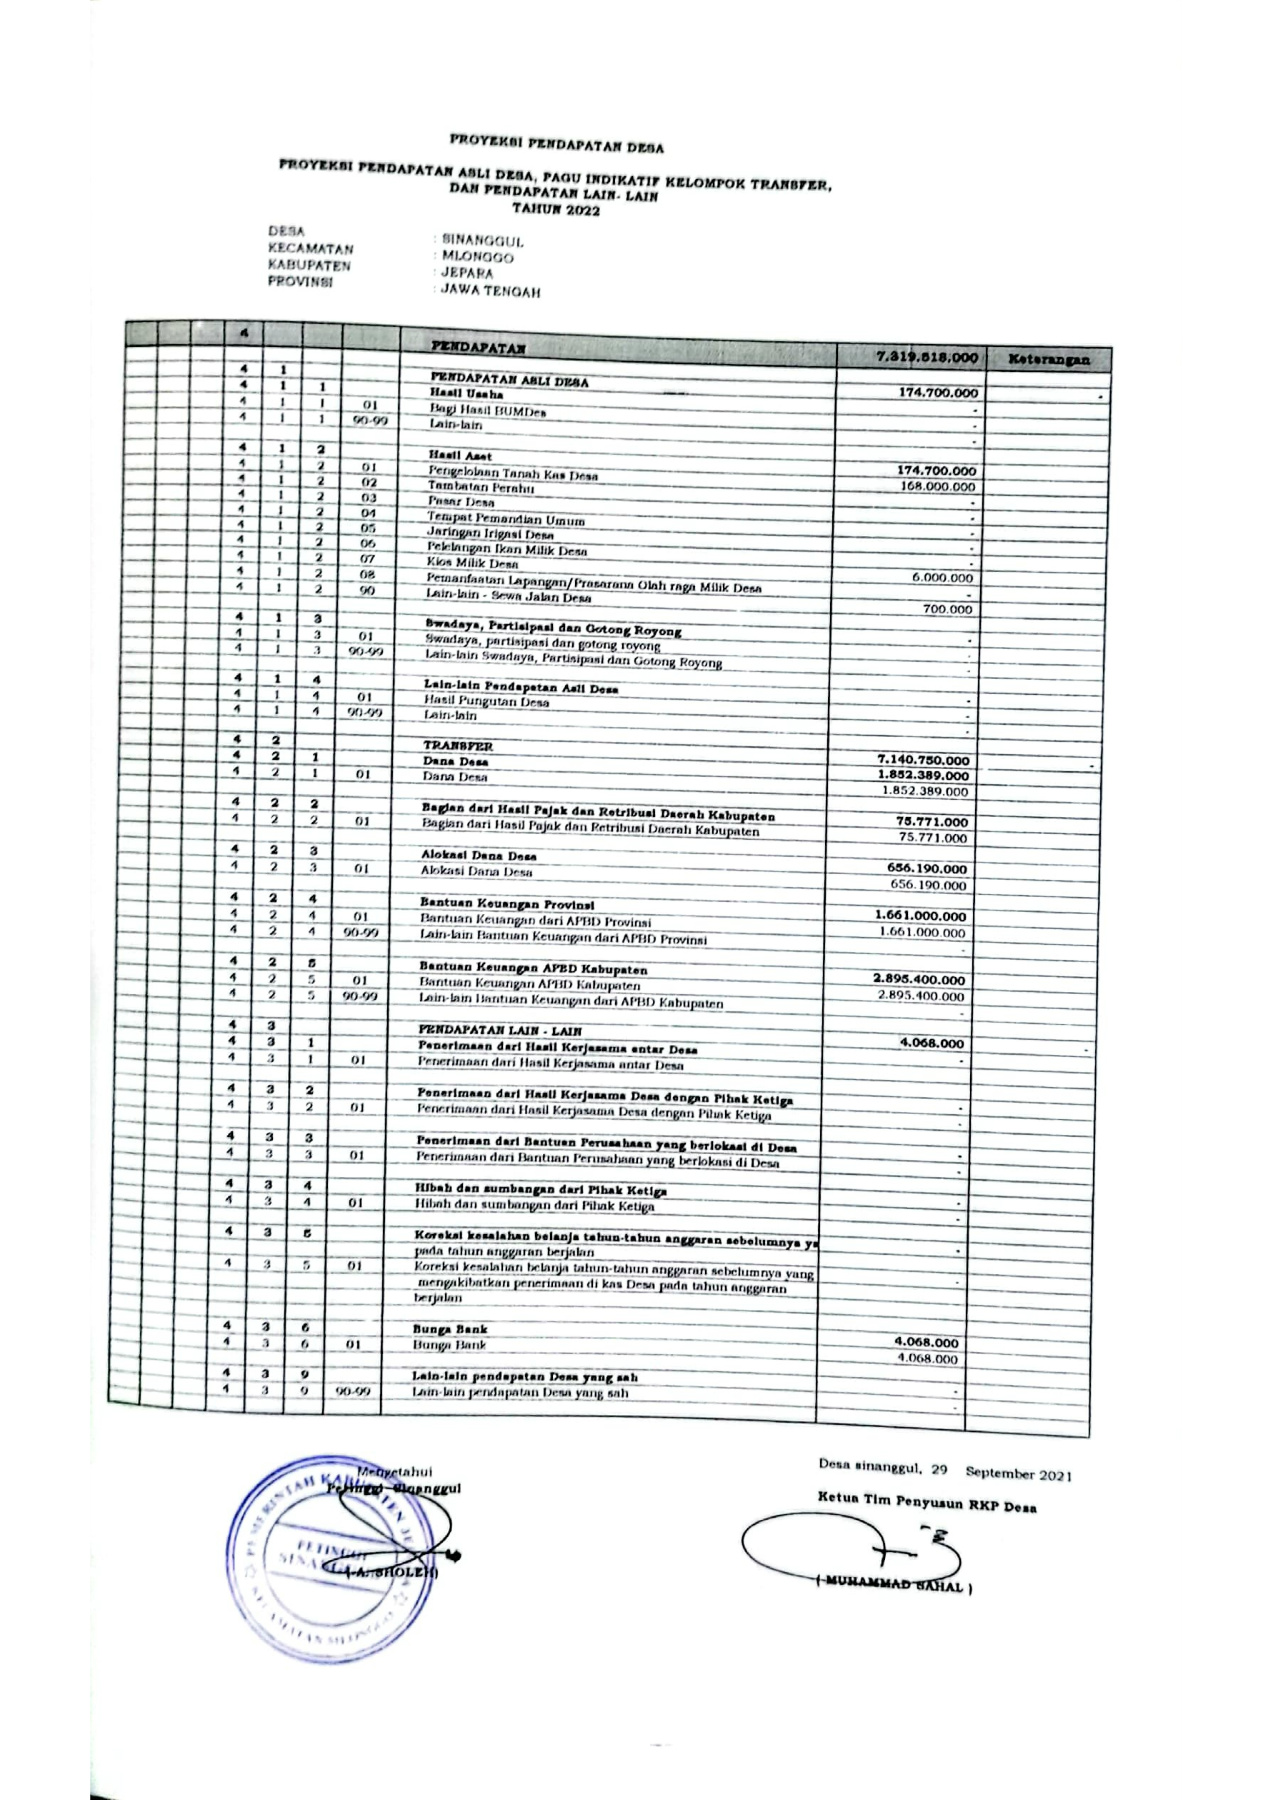 PROYEKSI PENDAPATAN DESA
PROYEKSI PENDAPATAN ASLI DESA, PAGU INDIKATIF KELOMPOK TRANSFER,
DAN PENDAPATAN LAIN- LAIN
TAHUN 2022
DESA : SINANGGUL
KECAMATAN : MLONGGO
KABUPATEN : JEPARA
PROVINSI : JAWA TENGAH
4 PENDAPATAN 7.319.518.000 Keterangan
4 1 PENDAPATAN ASLI DESA 174.700.000 -
4 1 1 Hasil Usaha -
4 1 1 01 Bagi Hasil BUMDes -
4 1 1 90-99 Lain-lain -
4 1 2 Hasil Aset 174.700.000
4 1 2 01 Pengelolaan Tanah Kas Desa 168.000.000
4 1 2 02 Tambatan Perahu -
4 1 2 03 Pasar Desa -
4 1 2 04 Tempat Pemandian Umum -
4 1 2 05 Jaringan Irigasi Desa -
4 1 2 06 Pelelangan Ikan Milik Desa -
4 1 2 07 Kios Milik Desa 6.000.000
4 1 2 08 Pemanfaatan Lapangan/Prasarana Olah raga Milik Desa -
4 1 2 90 Lain-lain - Sewa Jalan Desa 700.000
4 1 3 Swadaya, Partisipasi dan Gotong Royong -
4 1 3 01 Swadaya, partisipasi dan gotong royong -
4 1 3 90-99 Lain-lain Swadaya, Partisipasi dan Gotong Royong -
4 1 4 Lain-lain Pendapatan Asli Desa -
4 1 4 01 Hasil Pungutan Desa -
4 1 4 90-99 Lain-lain -
4 2 TRANSFER 7.140.750.000 -
4 2 1 Dana Desa 1.852.389.000
4 2 1 01 Dana Desa 1.852.389.000
4 2 2 Bagian dari Hasil Pajak dan Retribusi Daerah Kabupaten 75.771.000
4 2 2 01 Bagian dari Hasil Pajak dan Retribusi Daerah Kabupaten 75.771.000
4 2 3 Alokasi Dana Desa 656.190.000
4 2 3 01 Alokasi Dana Desa 656.190.000
4 2 4 Bantuan Keuangan Provinsi 1.661.000.000
4 2 4 01 Bantuan Keuangan dari APBD Provinsi 1.661.000.000
4 2 4 90-99 Lain-lain Bantuan Keuangan dari APBD Provinsi -
4 2 5 Bantuan Keuangan APBD Kabupaten 2.895.400.000
4 2 5 01 Bantuan Keuangan APBD Kabupaten 2.895.400.000
4 2 5 90-99 Lain-lain Bantuan Keuangan dari APBD Kabupaten -
4 3 PENDAPATAN LAIN - LAIN 4.068.000 -
4 3 1 Penerimaan dari Hasil Kerjasama antar Desa -
4 3 1 01 Penerimaan dari Hasil Kerjasama antar Desa
4 3 2 Penerimaan dari Hasil Kerjasama Desa dengan Pihak Ketiga -
4 3 2 01 Penerimaan dari Hasil Kerjasama Desa dengan Pihak Ketiga -
4 3 3 Penerimaan dari Bantuan Perusahaan yang berlokasi di Desa -
4 3 3 01 Penerimaan dari Bantuan Perusahaan yang berlokasi di Desa -
4 3 4 Hibah dan sumbangan dari Pihak Ketiga -
4 3 4 01 Hibah dan sumbangan dari Pihak Ketiga -
4 3 5 Koreksi kesalahan belanja tahun-tahun anggaran sebelumnya ya -
pada tahun anggaran berjalan
4 3 5 01 Koreksi kesalahan belanja tahun-tahun anggaran sebelumnya yang -
mengakibatkan penerimaan di kas Desa pada tahun anggaran
berjalan
4 3 6 Bunga Bank 4.068.000
4 3 6 01 Bunga Bank 4.068.000
4 3 9 Lain-lain pendapatan Desa yang sah -
4 3 9 90-99 Lain-lain pendapatan Desa yang sah -
Desa sinanggul, 29 September 2021
Mengetahui
Petinggi Sinanggul
Ketua Tim Penyusun RKP Desa
PEMERINTAH KABUPATEN JEPARA
PETINGGI
SINANGGUL
KECAMATAN MLONGGO
( A. SHOLEH)
( MUHAMMAD SAHAL )